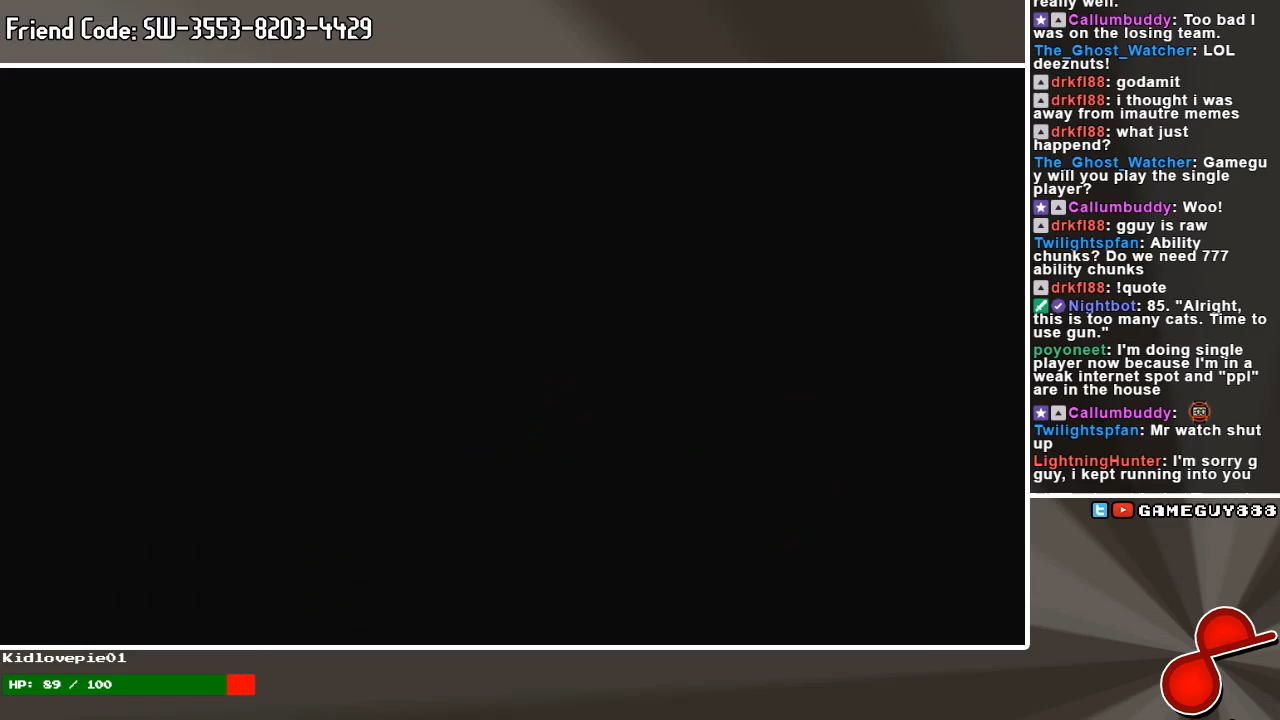 Friend Code: SW-3553-8203-4429
really well.
Callumbuddy: Too bad I
was on the losing team.
The_Ghost_Watcher: LOL
deeznuts!
drkfl88: godamit
drkfl88: i thought i was
away from imautre memes
drkfl88: what just
happend?
The_Ghost_Watcher: Gamegu
y will you play the single
player?
Callumbuddy: Woo!
drkfl88: gguy is raw
Twilightspfan: Ability
chunks? Do we need 777
ability chunks
drkfl88: !quote
Nightbot: 85. "Alright,
this is too many cats. Time to
use gun."
poyoneet: I'm doing single
player now because I'm in a
weak internet spot and "ppl"
are in the house
Callumbuddy:
Twilightspfan: Mr watch shut
up
LightningHunter: I'm sorry g
guy, i kept running into you
GAMEGUY888
Kidlovepie01
HP: 89 / 100